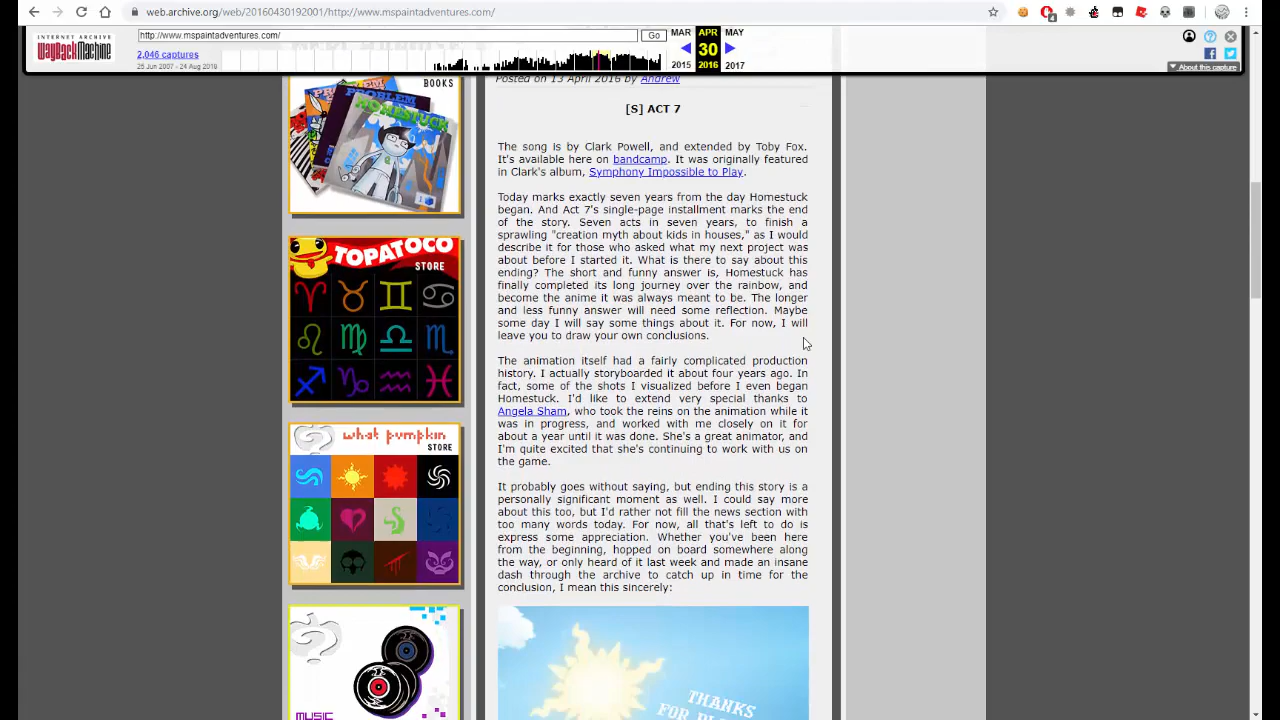 web.archive.org/web/20160430192001/http://www.mspaintadventures.com/
4
INTERNET ARCHIVE
WayBackMachine
http://www.mspaintadventures.com/
Go
MAR
APR
MAY
2,046 captures
30
25 Jun 2007 - 24 Aug 2019
2015
2016
2017
About this capture
BOOKS
PROBLEM
PROBLEM
HOMESTUCK
Posted on 13 April 2016 by Andrew
[S] ACT 7
The song is by Clark Powell, and extended by Toby Fox.
It's available here on bandcamp. It was originally featured
in Clark's album, Symphony Impossible to Play.
Today marks exactly seven years from the day Homestuck
began. And Act 7's single-page installment marks the end
of the story. Seven acts in seven years, to finish a
sprawling "creation myth about kids in houses," as I would
describe it for those who asked what my next project was
about before I started it. What is there to say about this
ending? The short and funny answer is, Homestuck has
finally completed its long journey over the rainbow, and
become the anime it was always meant to be. The longer
and less funny answer will need some reflection. Maybe
some day I will say some things about it. For now, I will
leave you to draw your own conclusions.
The animation itself had a fairly complicated production
history. I actually storyboarded it about four years ago. In
fact, some of the shots I visualized before I even began
Homestuck. I'd like to extend very special thanks to
Angela Sham, who took the reins on the animation while it
was in progress, and worked with me closely on it for
about a year until it was done. She's a great animator, and
I'm quite excited that she's continuing to work with us on
the game.
It probably goes without saying, but ending this story is a
personally significant moment as well. I could say more
about this too, but I'd rather not fill the news section with
too many words today. For now, all that's left to do is
express some appreciation. Whether you've been here
from the beginning, hopped on board somewhere along
the way, or only heard of it last week and made an insane
dash through the archive to catch up in time for the
conclusion, I mean this sincerely:
THANKS
FOR
TOPATOCO
STORE
what pumpkin
STORE
MUSIC